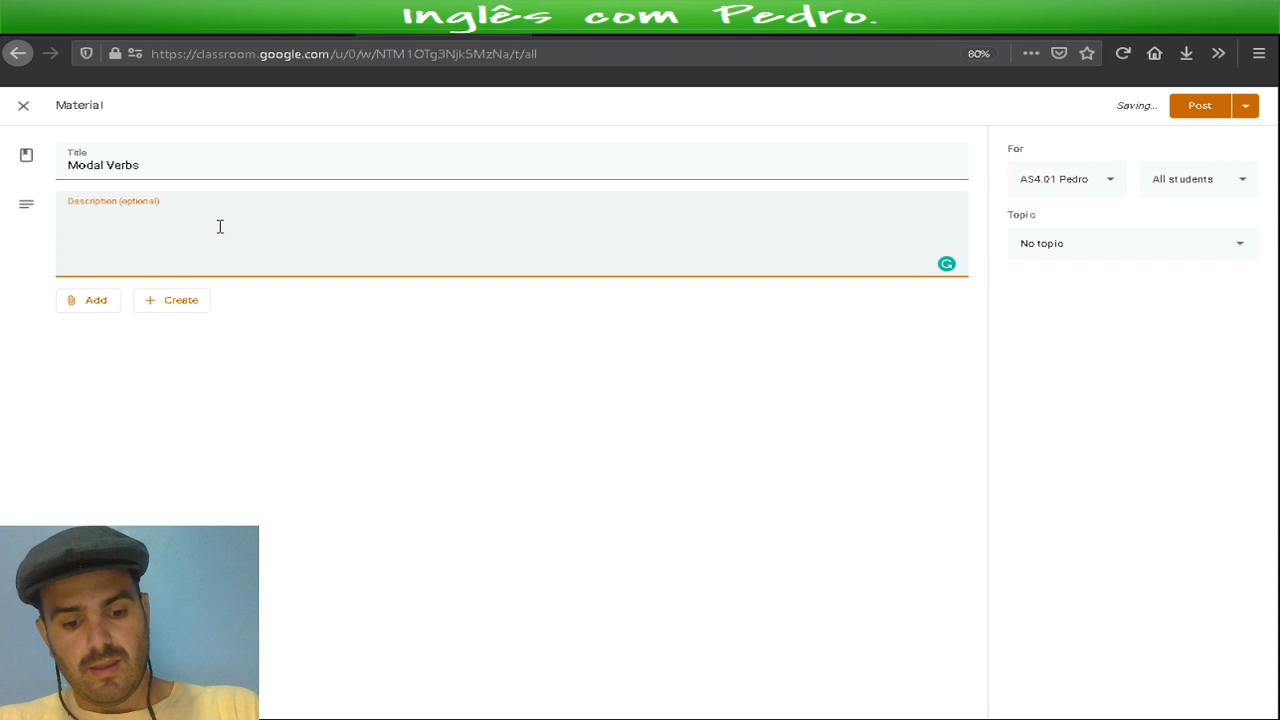 Inglês com Pedro.
https://classroom.google.com/u/0/w/NTM1OTg3Njk5MzNa/t/all
80%
Material
Saving...
Post
Title
Modal Verbs
Description (optional)
Add
Create
For
AS4.01 Pedro
All students
Topic
No topic